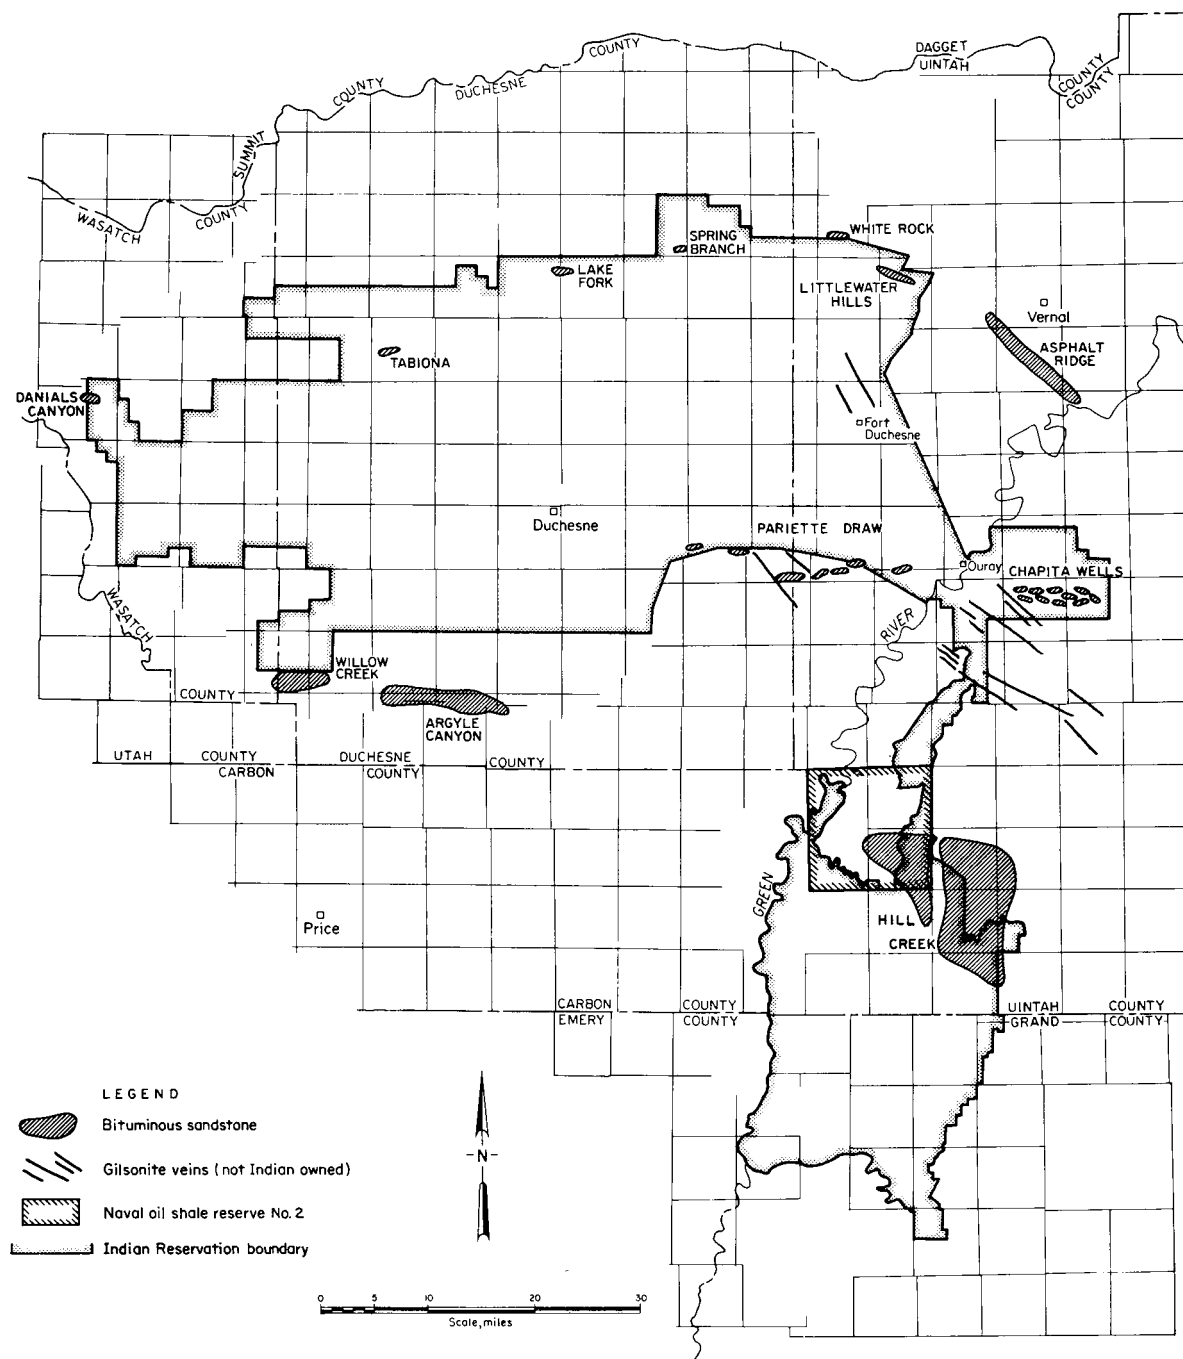 COUNTY
DAGGET
UINTAH
COUNTY
COUNTY
COUNTY
DUCHESNE
SUMMIT
COUNTY
WASATCH
SPRING
BRANCH
WHITE ROCK
LAKE
FORK
LITTLEWATER
HILLS
Vernal
ASPHALT
RIDGE
TABIONA
DANIALS
CANYON
Fort
Duchesne
Duchesne
PARIETTE DRAW
Ouray
CHAPITA WELLS
WASATCH
RIVER
WILLOW
CREEK
COUNTY
ARGYLE
CANYON
UTAH
COUNTY
CARBON
DUCHESNE
COUNTY
COUNTY
GREEN
HILL
CREEK
Price
CARBON
EMERY
COUNTY
COUNTY
UINTAH
GRAND
COUNTY
COUNTY
LEGEND
Bituminous sandstone
Gilsonite veins (not Indian owned)
Naval oil shale reserve No. 2
Indian Reservation boundary
N
0 5 10 20 30
Scale, miles